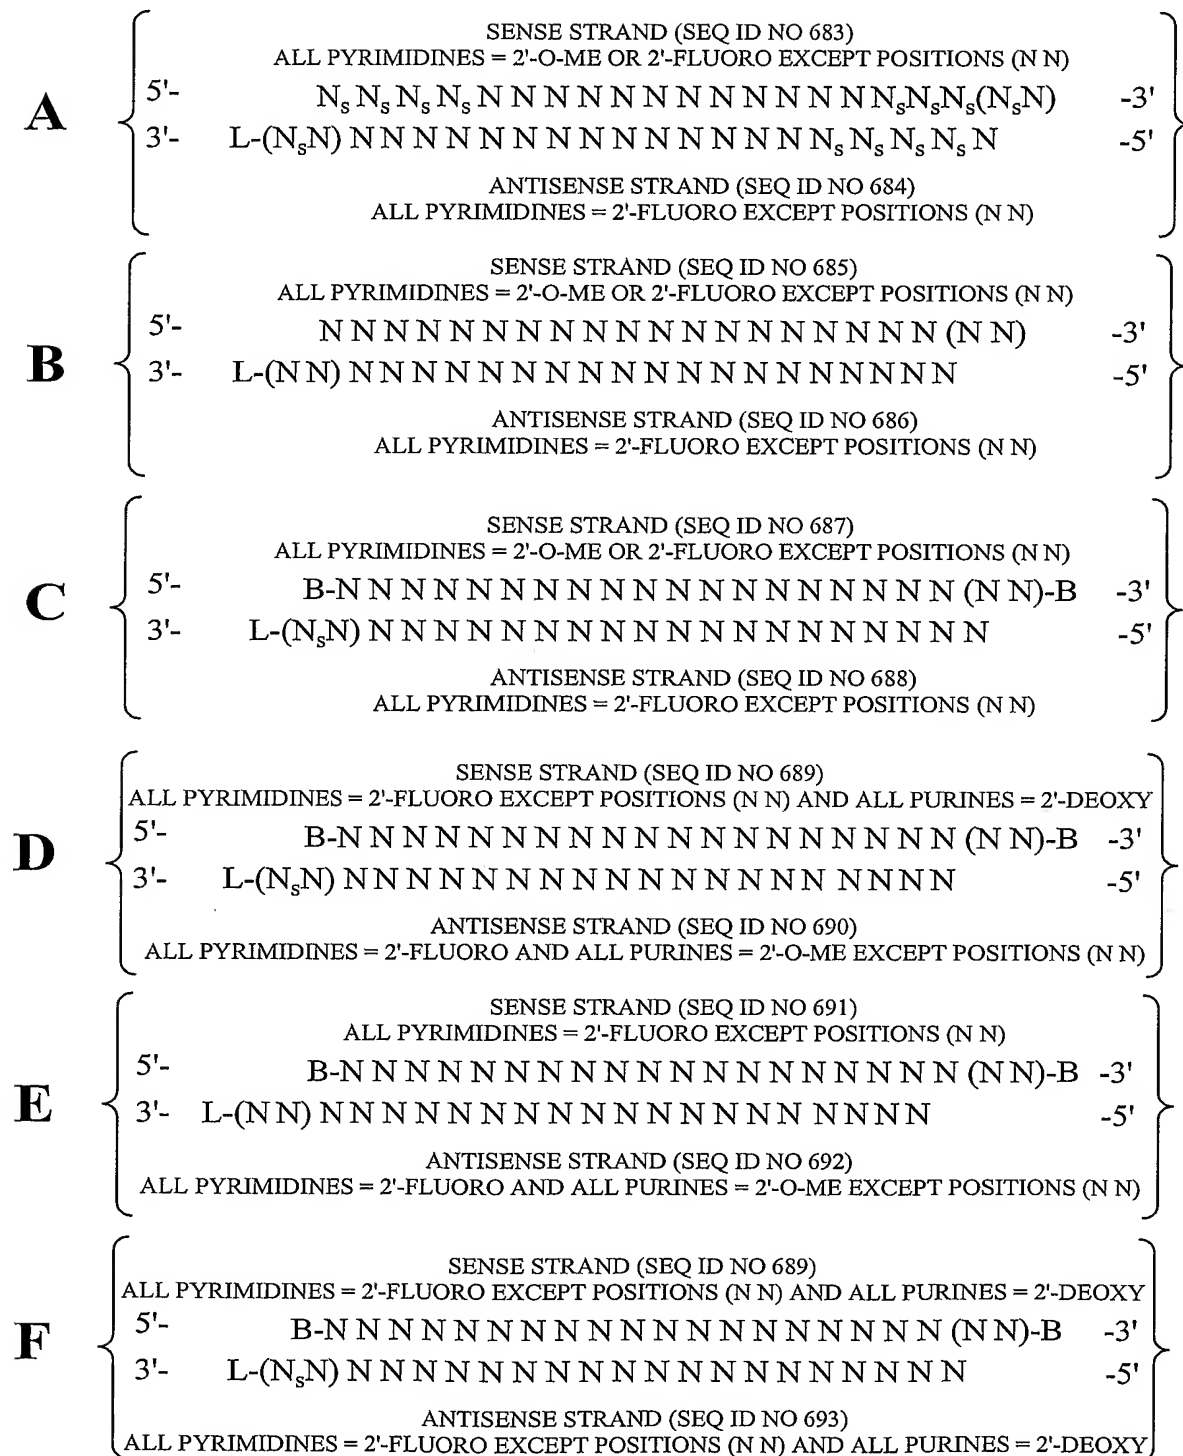 A
SENSE STRAND (SEQ ID NO 683)
ALL PYRIMIDINES = 2'-O-ME OR 2'-FLUORO EXCEPT POSITIONS (N N)
5'- NₛNₛNₛNₛN N N N N N N N N N N N NₛNₛNₛ(NₛN) -3'
3'- L-(NₛN) N N N N N N N N N N N N N N NₛNₛNₛNₛN -5'
ANTISENSE STRAND (SEQ ID NO 684)
ALL PYRIMIDINES = 2'-FLUORO EXCEPT POSITIONS (N N)
B
SENSE STRAND (SEQ ID NO 685)
ALL PYRIMIDINES = 2'-O-ME OR 2'-FLUORO EXCEPT POSITIONS (N N)
5'- N N N N N N N N N N N N N N N N N N N (N N) -3'
3'- L-(N N) N N N N N N N N N N N N N N N N N N N -5'
ANTISENSE STRAND (SEQ ID NO 686)
ALL PYRIMIDINES = 2'-FLUORO EXCEPT POSITIONS (N N)
C
SENSE STRAND (SEQ ID NO 687)
ALL PYRIMIDINES = 2'-O-ME OR 2'-FLUORO EXCEPT POSITIONS (N N)
5'- B-N N N N N N N N N N N N N N N N N N N (N N)-B -3'
3'- L-(NₛN) N N N N N N N N N N N N N N N N N N N -5'
ANTISENSE STRAND (SEQ ID NO 688)
ALL PYRIMIDINES = 2'-FLUORO EXCEPT POSITIONS (N N)
D
SENSE STRAND (SEQ ID NO 689)
ALL PYRIMIDINES = 2'-FLUORO EXCEPT POSITIONS (N N) AND ALL PURINES = 2'-DEOXY
5'- B-N N N N N N N N N N N N N N N N N N N (N N)-B -3'
3'- L-(NₛN) N N N N N N N N N N N N N N N N N N N -5'
ANTISENSE STRAND (SEQ ID NO 690)
ALL PYRIMIDINES = 2'-FLUORO AND ALL PURINES = 2'-O-ME EXCEPT POSITIONS (N N)
E
SENSE STRAND (SEQ ID NO 691)
ALL PYRIMIDINES = 2'-FLUORO EXCEPT POSITIONS (N N)
5'- B-N N N N N N N N N N N N N N N N N N N (N N)-B -3'
3'- L-(N N) N N N N N N N N N N N N N N N N N N N -5'
ANTISENSE STRAND (SEQ ID NO 692)
ALL PYRIMIDINES = 2'-FLUORO AND ALL PURINES = 2'-O-ME EXCEPT POSITIONS (N N)
F
SENSE STRAND (SEQ ID NO 689)
ALL PYRIMIDINES = 2'-FLUORO EXCEPT POSITIONS (N N) AND ALL PURINES = 2'-DEOXY
5'- B-N N N N N N N N N N N N N N N N N N N (N N)-B -3'
3'- L-(NₛN) N N N N N N N N N N N N N N N N N N N -5'
ANTISENSE STRAND (SEQ ID NO 693)
ALL PYRIMIDINES = 2'-FLUORO EXCEPT POSITIONS (N N) AND ALL PURINES = 2'-DEOXY